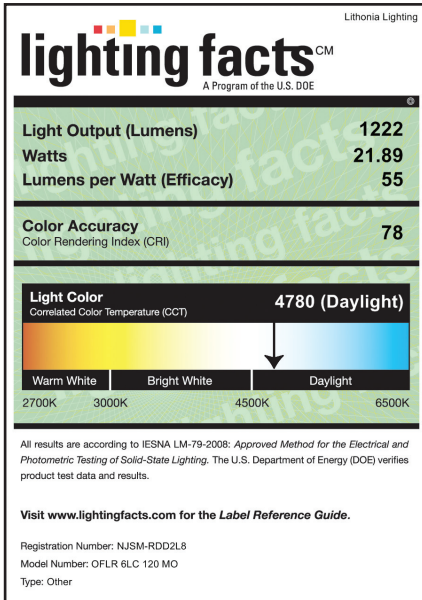 Lithonia Lighting
lighting facts CM
A Program of the U.S. DOE
Light Output (Lumens) 1222
Watts 21.89
Lumens per Watt (Efficacy) 55
Color Accuracy
Color Rendering Index (CRI) 78
Light Color
Correlated Color Temperature (CCT) 4780 (Daylight)
Warm White Bright White Daylight
2700K 3000K 4500K 6500K
All results are according to IESNA LM-79-2008: Approved Method for the Electrical and
Photometric Testing of Solid-State Lighting. The U.S. Department of Energy (DOE) verifies
product test data and results.
Visit www.lightingfacts.com for the Label Reference Guide.
Registration Number: NJSM-RDD2L8
Model Number: OFLR 6LC 120 MO
Type: Other